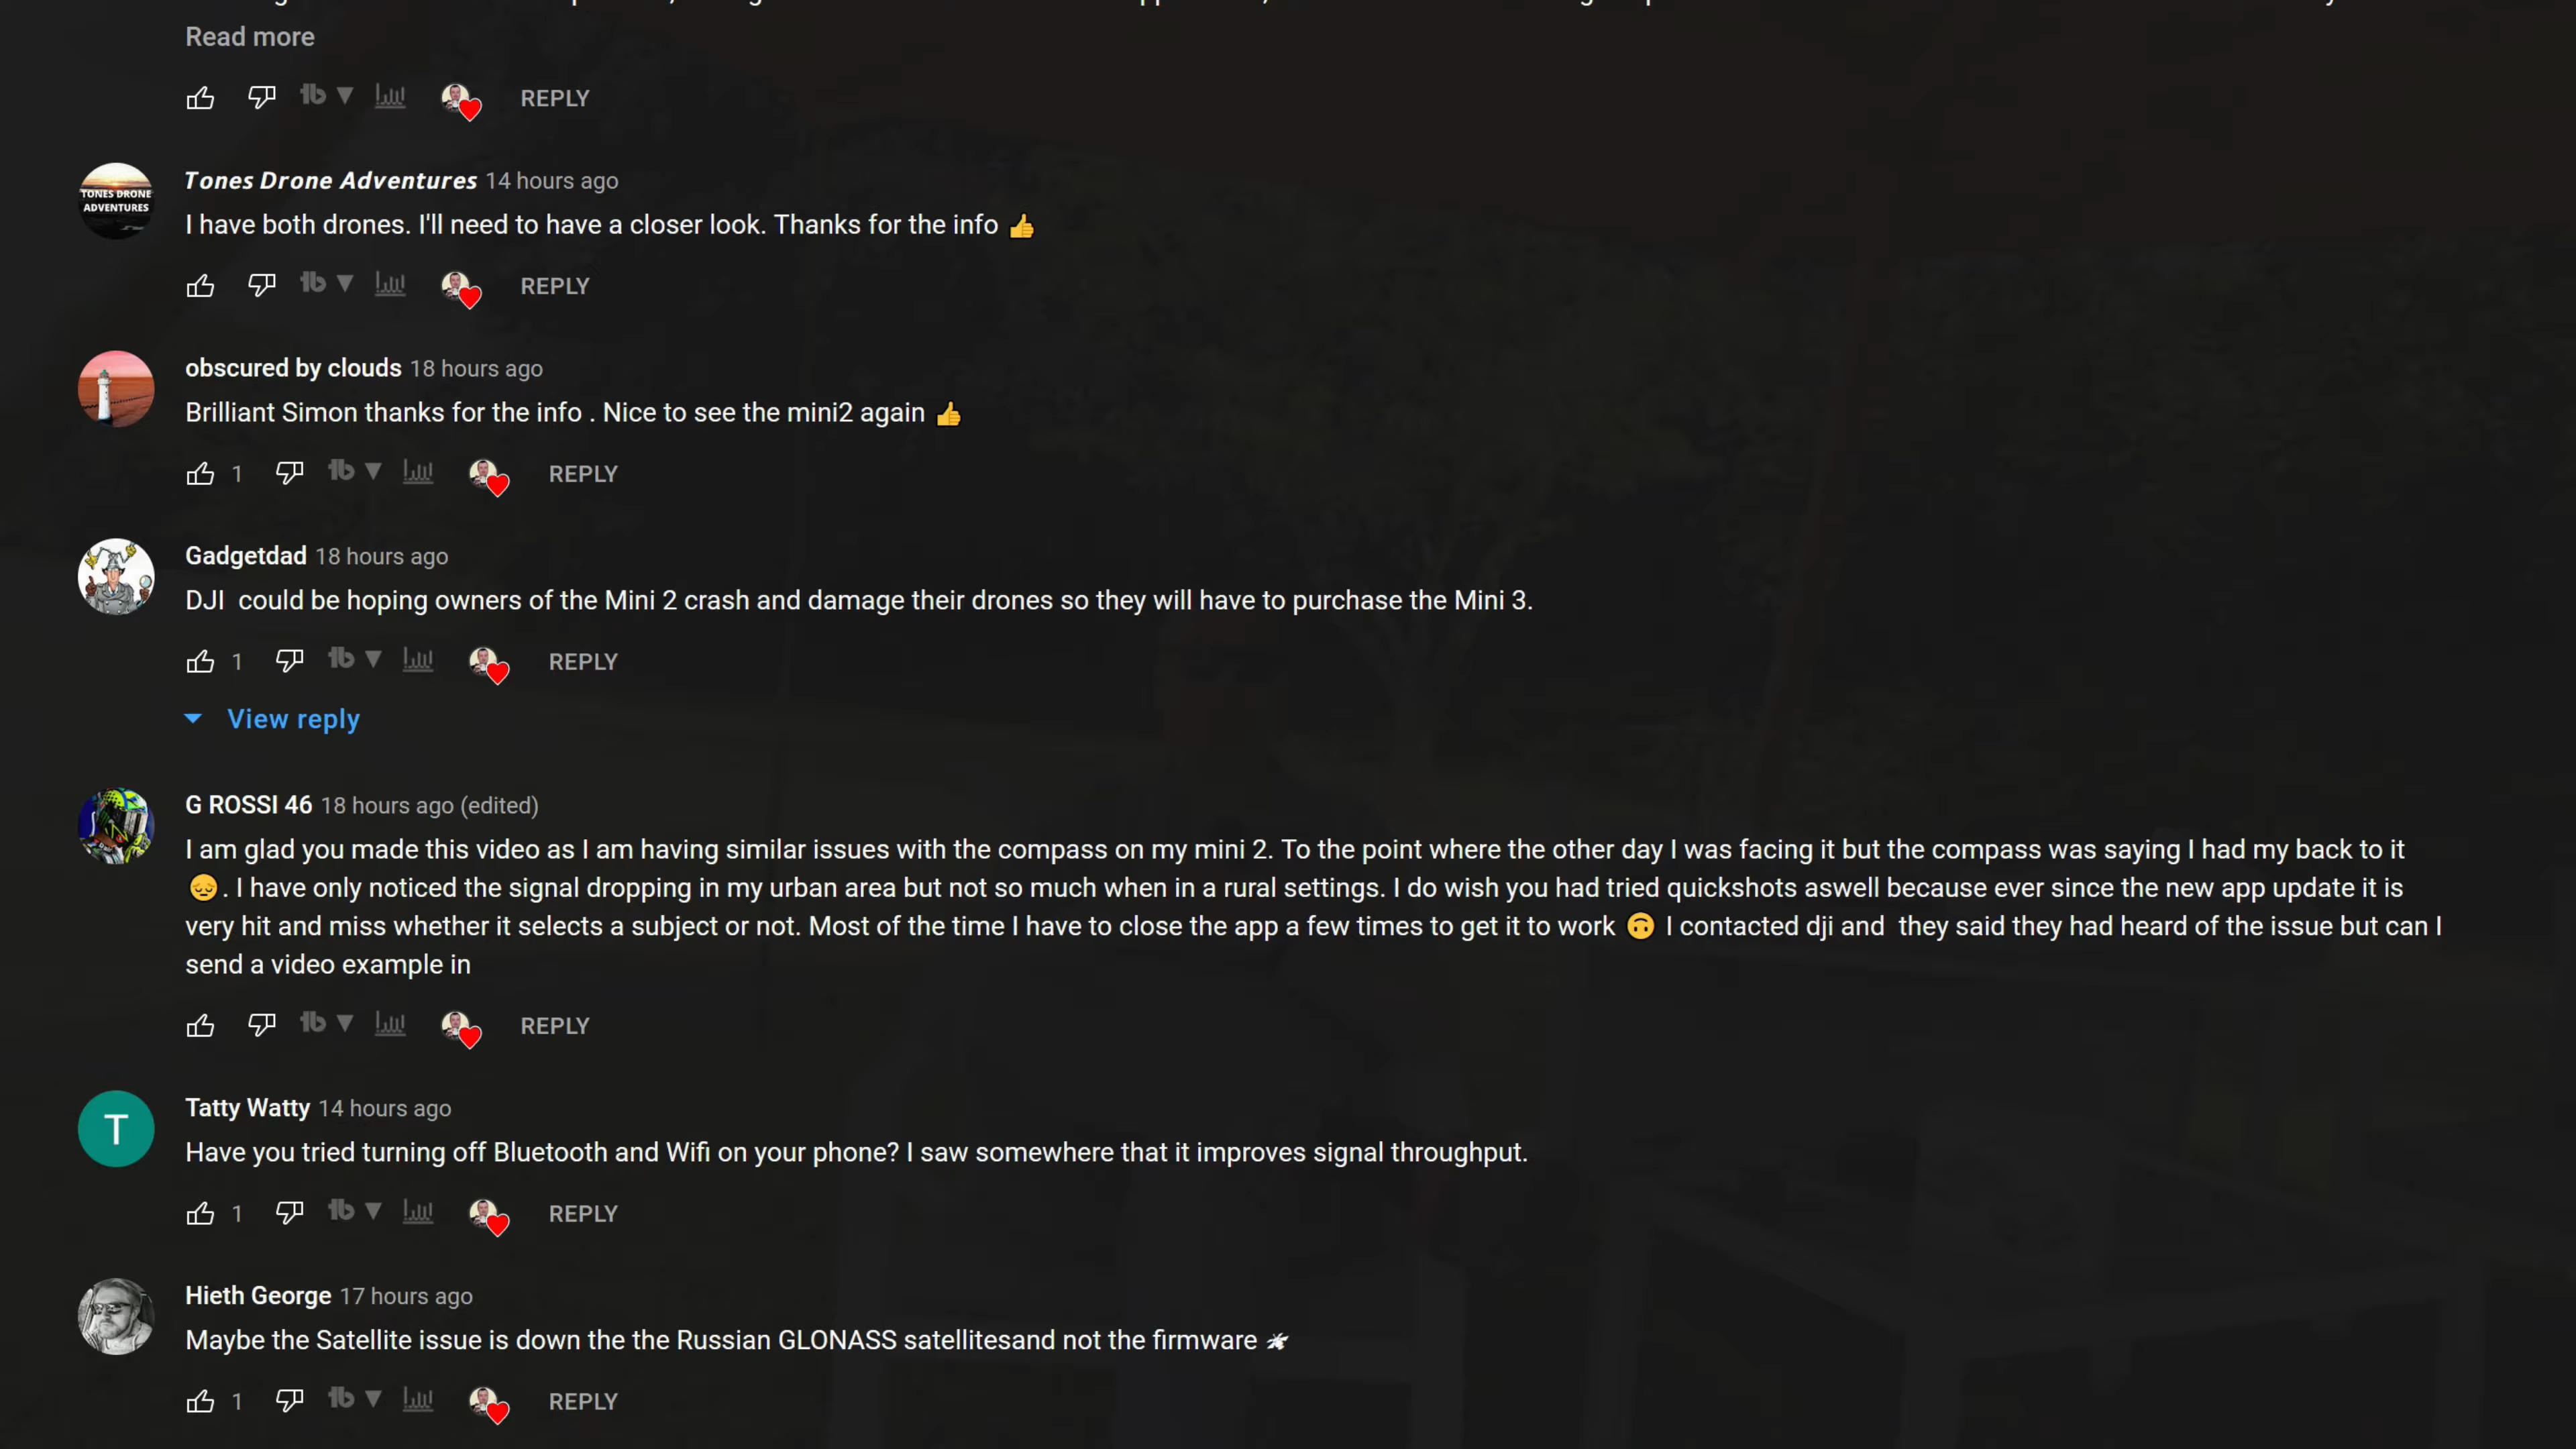 Read more
REPLY
TONES DRONE
ADVENTURES
Tones Drone Adventures 14 hours ago
I have both drones. I'll need to have a closer look. Thanks for the info 👍
REPLY
obscured by clouds 18 hours ago
Brilliant Simon thanks for the info . Nice to see the mini2 again 👍
1 REPLY
Gadgetdad 18 hours ago
DJI  could be hoping owners of the Mini 2 crash and damage their drones so they will have to purchase the Mini 3.
1 REPLY
View reply
G ROSSI 46 18 hours ago (edited)
I am glad you made this video as I am having similar issues with the compass on my mini 2. To the point where the other day I was facing it but the compass was saying I had my back to it
😔. I have only noticed the signal dropping in my urban area but not so much when in a rural settings. I do wish you had tried quickshots aswell because ever since the new app update it is
very hit and miss whether it selects a subject or not. Most of the time I have to close the app a few times to get it to work 🙃 I contacted dji and  they said they had heard of the issue but can I
send a video example in
REPLY
T
Tatty Watty 14 hours ago
Have you tried turning off Bluetooth and Wifi on your phone? I saw somewhere that it improves signal throughput.
1 REPLY
Hieth George 17 hours ago
Maybe the Satellite issue is down the the Russian GLONASS satellitesand not the firmware
1 REPLY